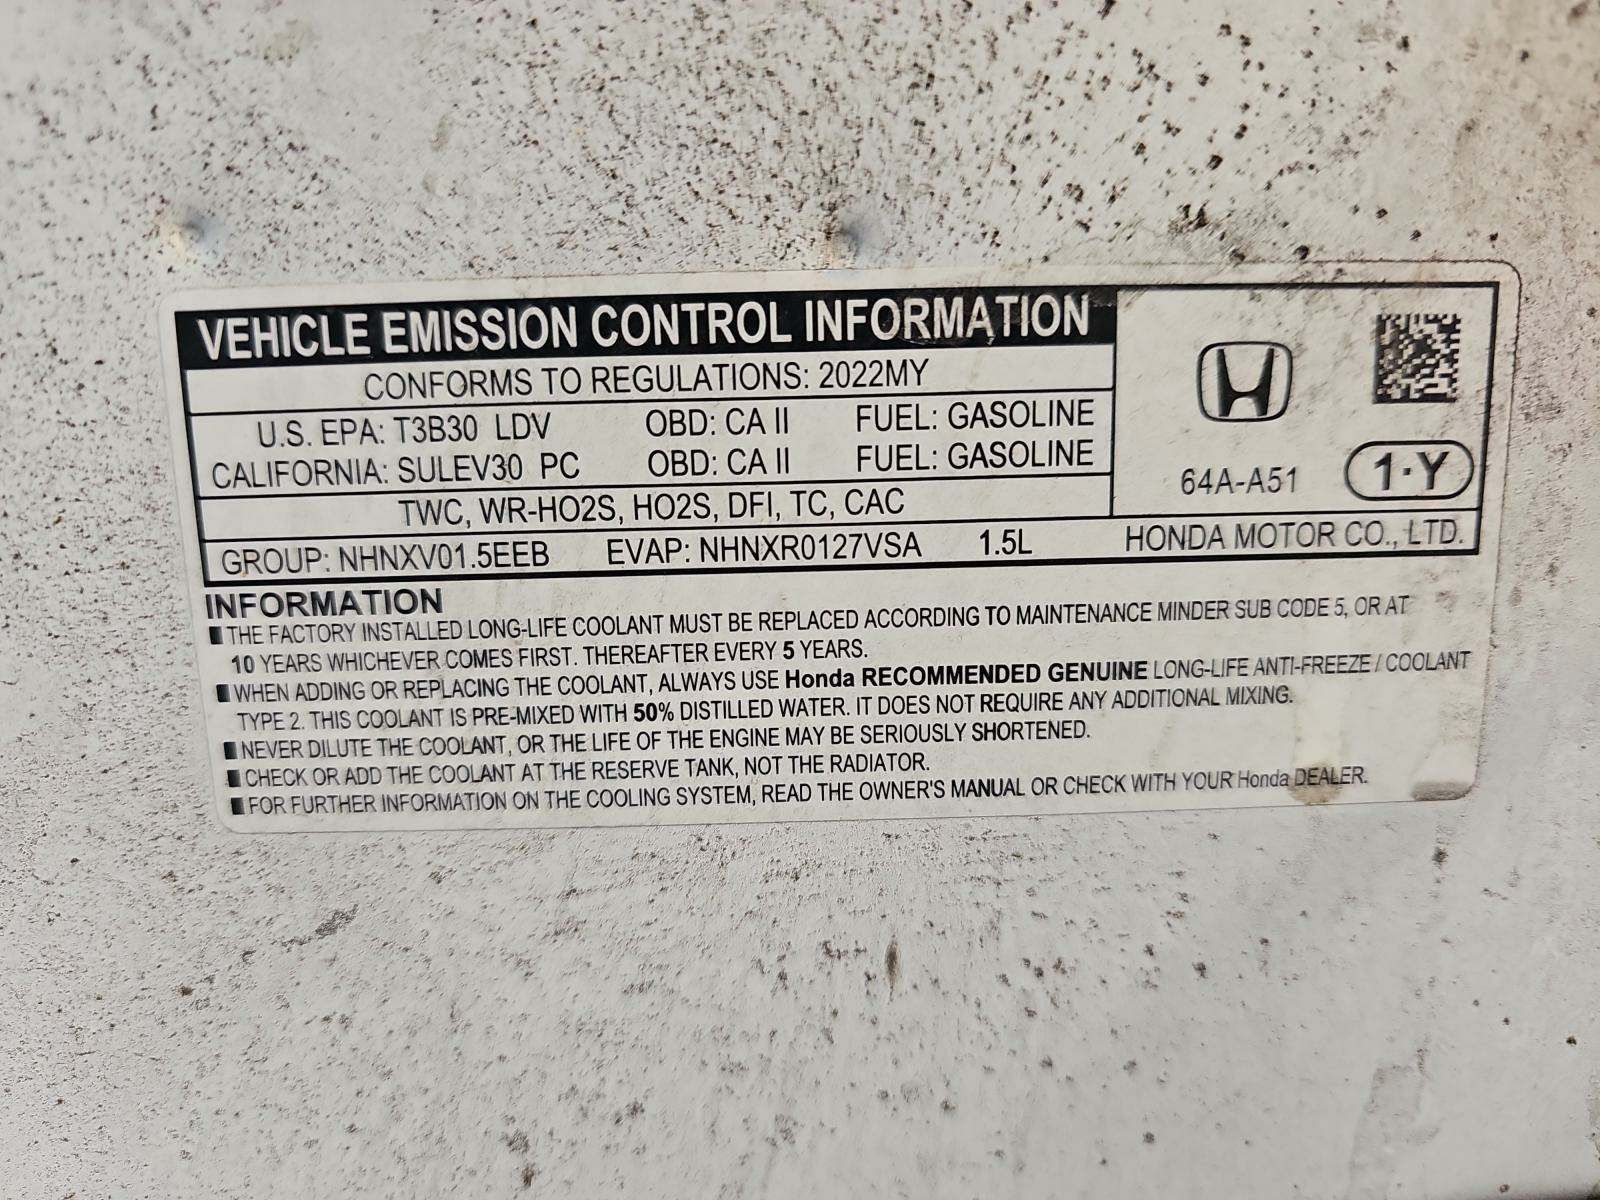 VEHICLE EMISSION CONTROL INFORMATION
CONFORMS TO REGULATIONS: 2022MY
U.S. EPA: T3B30 LDV OBD: CA II FUEL: GASOLINE
CALIFORNIA: SULEV30 PC OBD: CA II FUEL: GASOLINE
64A-A51 1·Y
TWC, WR-HO2S, HO2S, DFI, TC, CAC
GROUP: NHNXV01.5EEB EVAP: NHNXR0127VSA 1.5L HONDA MOTOR CO., LTD.
INFORMATION
THE FACTORY INSTALLED LONG-LIFE COOLANT MUST BE REPLACED ACCORDING TO MAINTENANCE MINDER SUB CODE 5, OR AT
10 YEARS WHICHEVER COMES FIRST. THEREAFTER EVERY 5 YEARS.
WHEN ADDING OR REPLACING THE COOLANT, ALWAYS USE Honda RECOMMENDED GENUINE LONG-LIFE ANTI-FREEZE / COOLANT
TYPE 2. THIS COOLANT IS PRE-MIXED WITH 50% DISTILLED WATER. IT DOES NOT REQUIRE ANY ADDITIONAL MIXING.
NEVER DILUTE THE COOLANT, OR THE LIFE OF THE ENGINE MAY BE SERIOUSLY SHORTENED.
CHECK OR ADD THE COOLANT AT THE RESERVE TANK, NOT THE RADIATOR.
FOR FURTHER INFORMATION ON THE COOLING SYSTEM, READ THE OWNER'S MANUAL OR CHECK WITH YOUR Honda DEALER.